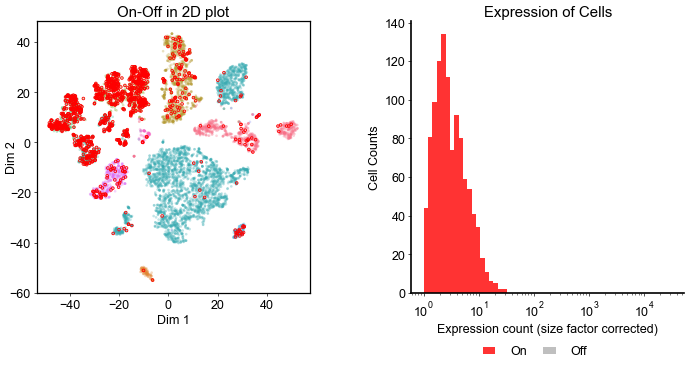 On-Off in 2D plot
40
20
0
−20
−40
−60
Dim 2
−40 −20 0 20 40
Dim 1
Expression of Cells
140
120
100
80
60
40
20
0
Cell Counts
10^0 10^1 10^2 10^3 10^4
Expression count (size factor corrected)
On Off